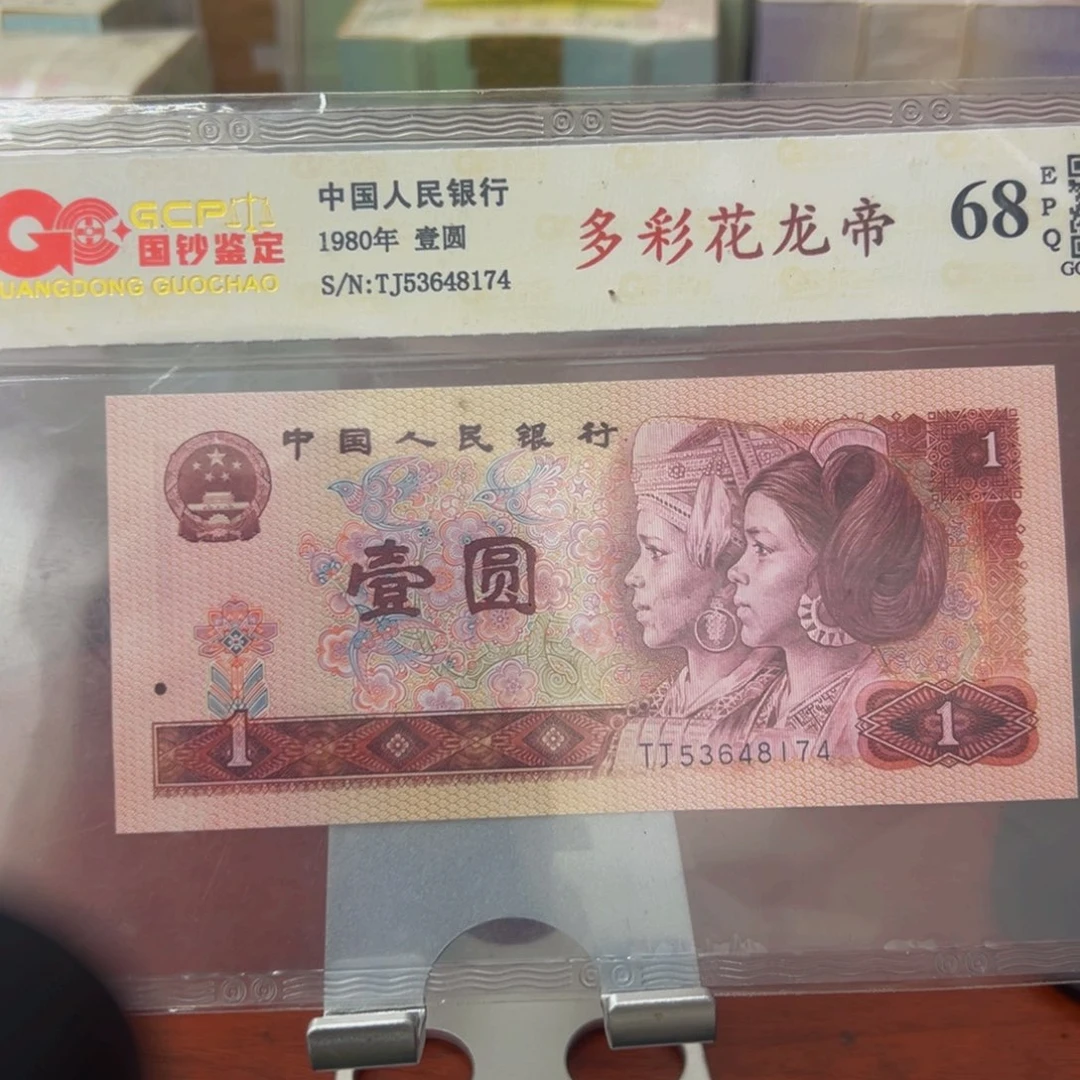 GCP
国钞鉴定
UANGDONG GUOCHAO
中国人民银行
1980年 壹圆
S/N:TJ53648174
多彩花龙帝
68
E
P
Q
中国人民银行
1
壹圆
1
TJ53648174
1